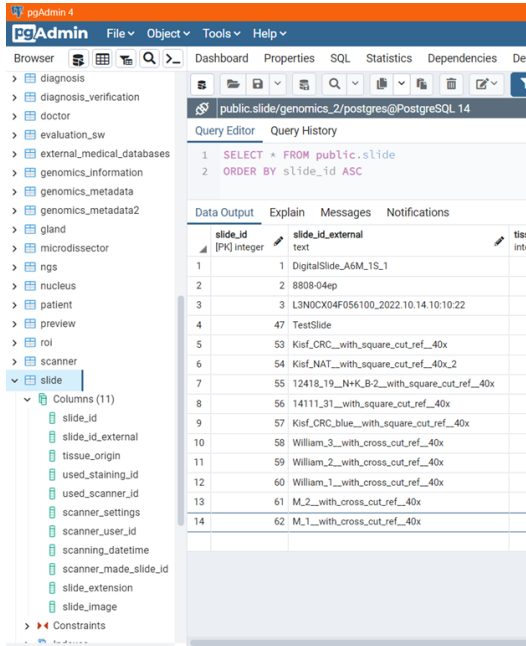 pgAdmin 4
pgAdmin File Object Tools Help
Browser Dashboard Properties SQL Statistics Dependencies De
public.slide/genomics_2/postgres@PostgreSQL 14
Query Editor Query History
1 SELECT * FROM public.slide
2 ORDER BY slide_id ASC
Data Output Explain Messages Notifications
slide_id
[PK] integer
slide_id_external
text
tiss
inte
1 1 DigitalSlide_A6M_1S_1
2 2 8808-04ep
3 3 L3N0CX04F056100_2022.10.14.10:10:22
4 47 TestSlide
5 53 Kisf_CRC__with_square_cut_ref__40x
6 54 Kisf_NAT__with_square_cut_ref__40x_2
7 55 12418_19__N+K_B-2__with_square_cut_ref__40x
8 56 14111_31__with_square_cut_ref__40x
9 57 Kisf_CRC_blue__with_square_cut_ref__40x
10 58 William_3__with_cross_cut_ref__40x
11 59 William_2__with_cross_cut_ref__40x
12 60 William_1__with_cross_cut_ref__40x
13 61 M_2__with_cross_cut_ref__40x
14 62 M_1__with_cross_cut_ref__40x
diagnosis
diagnosis_verification
doctor
evaluation_sw
external_medical_databases
genomics_information
genomics_metadata
genomics_metadata2
gland
microdissector
ngs
nucleus
patient
preview
roi
scanner
slide
Columns (11)
slide_id
slide_id_external
tissue_origin
used_staining_id
used_scanner_id
scanner_settings
scanner_user_id
scanning_datetime
scanner_made_slide_id
slide_extension
slide_image
Constraints